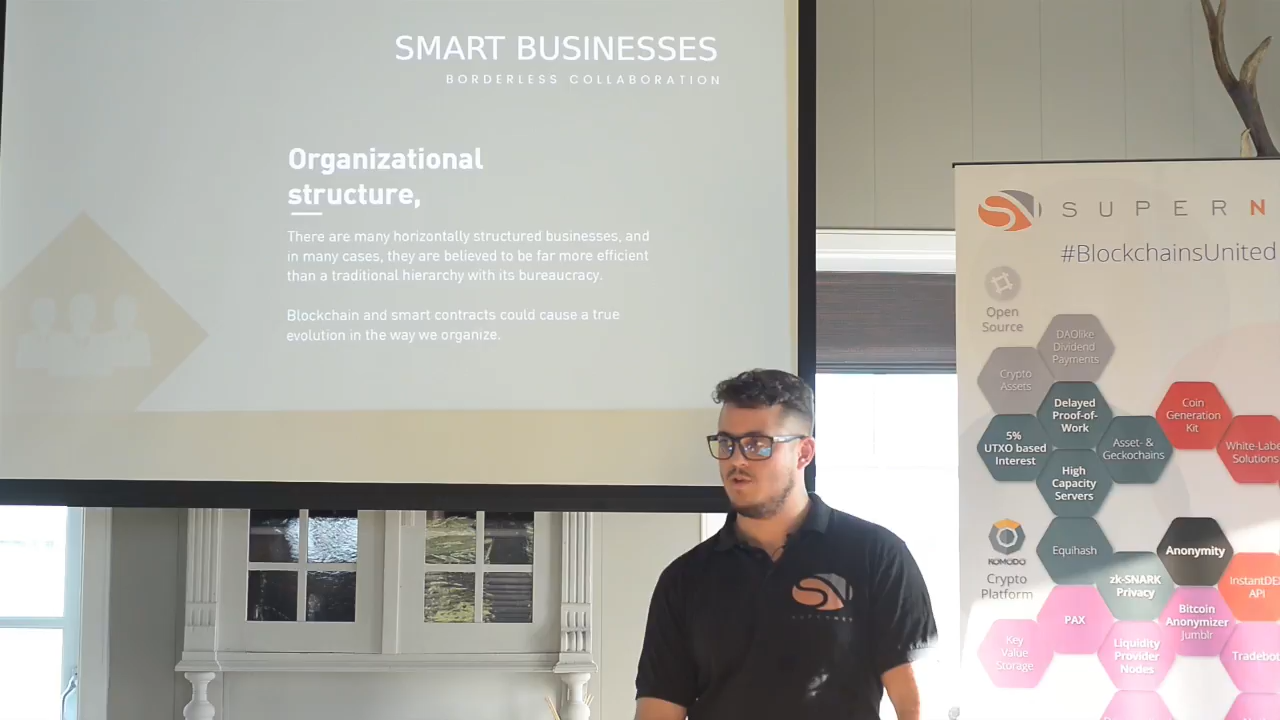 SMART BUSINESSES
BORDERLESS COLLABORATION
Organizational
structure,
There are many horizontally structured businesses, and
in many cases, they are believed to be far more efficient
than a traditional hierarchy with its bureaucracy.
Blockchain and smart contracts could cause a true
evolution in the way we organize.
SUPERN
#BlockchainsUnited
Open
Source
DAOlike
Dividend
Payments
Crypto
Assets
Delayed
Proof-of-
Work
Coin
Generation
Kit
5%
UTXO based
Interest
Asset- &
Geckochains
White-Labe
Solutions
High
Capacity
Servers
KOMODO
Crypto
Platform
Equihash
Anonymity
zk-SNARK
Privacy
InstantDE
API
PAX
Bitcoin
Anonymizer
Jumblr
Key
Value
Storage
Liquidity
Provider
Nodes
Tradebot